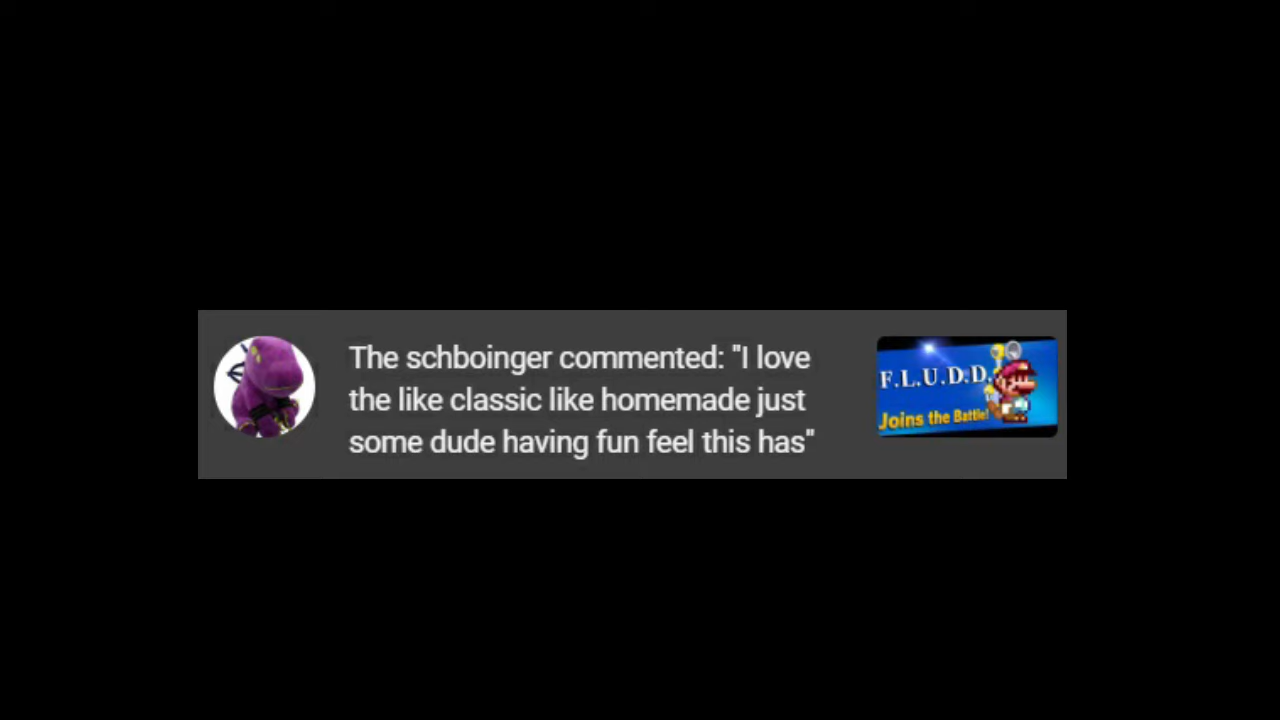 The schboinger commented: "I love
the like classic like homemade just
some dude having fun feel this has"
F.L.U.D.D.
Joins the Battle!